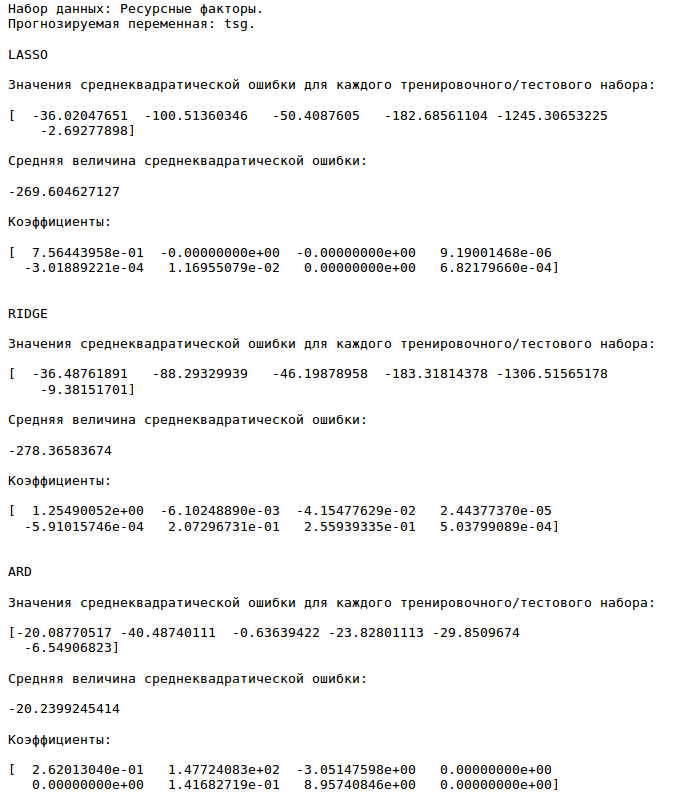 Набор данных: Ресурсные факторы.
Прогнозируемая переменная: tsg.
LASSO
Значения среднеквадратической ошибки для каждого тренировочного/тестового набора:
[  -36.02047651  -100.51360346   -50.4087605   -182.68561104 -1245.30653225
    -2.69277898]
Средняя величина среднеквадратической ошибки:
-269.604627127
Коэффициенты:
[  7.56443958e-01  -0.00000000e+00  -0.00000000e+00   9.19001468e-06
  -3.01889221e-04   1.16955079e-02   0.00000000e+00   6.82179660e-04]
RIDGE
Значения среднеквадратической ошибки для каждого тренировочного/тестового набора:
[  -36.48761891   -88.29329939   -46.19878958  -183.31814378 -1306.51565178
    -9.38151701]
Средняя величина среднеквадратической ошибки:
-278.36583674
Коэффициенты:
[  1.25490052e+00  -6.10248890e-03  -4.15477629e-02   2.44377370e-05
  -5.91015746e-04   2.07296731e-01   2.55939335e-01   5.03799089e-04]
ARD
Значения среднеквадратической ошибки для каждого тренировочного/тестового набора:
[-20.08770517 -40.48740111  -0.63639422 -23.82801113 -29.8509674
  -6.54906823]
Средняя величина среднеквадратической ошибки:
-20.2399245414
Коэффициенты:
[  2.62013040e-01   1.47724083e+02  -3.05147598e+00   0.00000000e+00
   0.00000000e+00   1.41682719e-01   8.95740846e+00   0.00000000e+00]